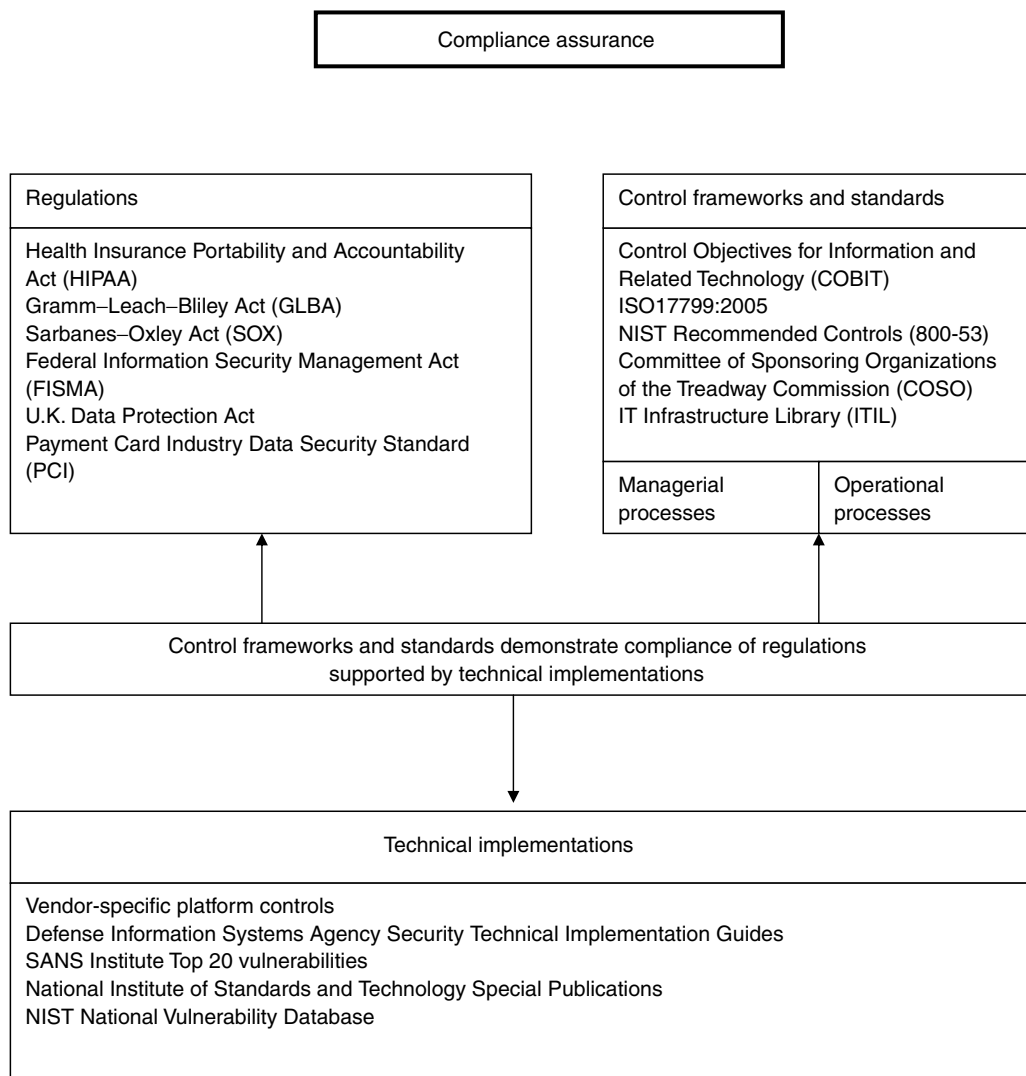 Compliance assurance
Regulations
Health Insurance Portability and Accountability
Act (HIPAA)
Gramm–Leach–Bliley Act (GLBA)
Sarbanes–Oxley Act (SOX)
Federal Information Security Management Act
(FISMA)
U.K. Data Protection Act
Payment Card Industry Data Security Standard
(PCI)
Control frameworks and standards
Control Objectives for Information and
Related Technology (COBIT)
ISO17799:2005
NIST Recommended Controls (800-53)
Committee of Sponsoring Organizations
of the Treadway Commission (COSO)
IT Infrastructure Library (ITIL)
Managerial
processes
Operational
processes
Control frameworks and standards demonstrate compliance of regulations
supported by technical implementations
Technical implementations
Vendor-specific platform controls
Defense Information Systems Agency Security Technical Implementation Guides
SANS Institute Top 20 vulnerabilities
National Institute of Standards and Technology Special Publications
NIST National Vulnerability Database